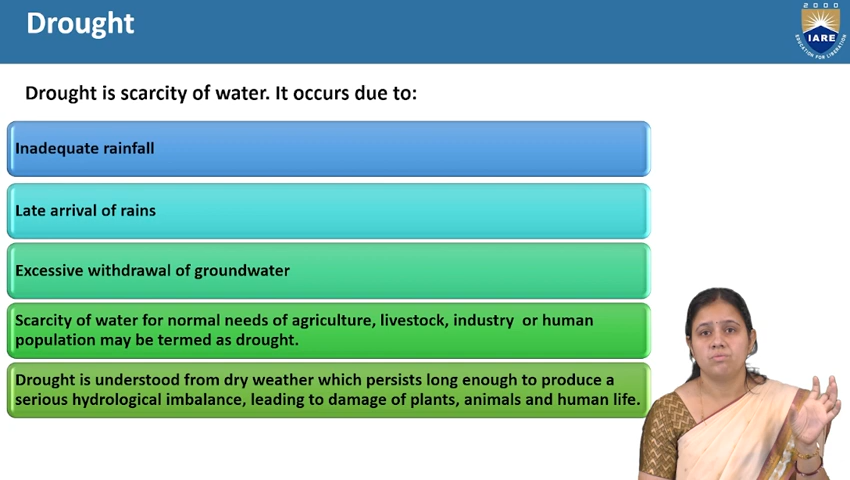 Drought
2000
IARE
EDUCATION FOR LIBERATION
Drought is scarcity of water. It occurs due to:
Inadequate rainfall
Late arrival of rains
Excessive withdrawal of groundwater
Scarcity of water for normal needs of agriculture, livestock, industry or human
population may be termed as drought.
Drought is understood from dry weather which persists long enough to produce a
serious hydrological imbalance, leading to damage of plants, animals and human life.